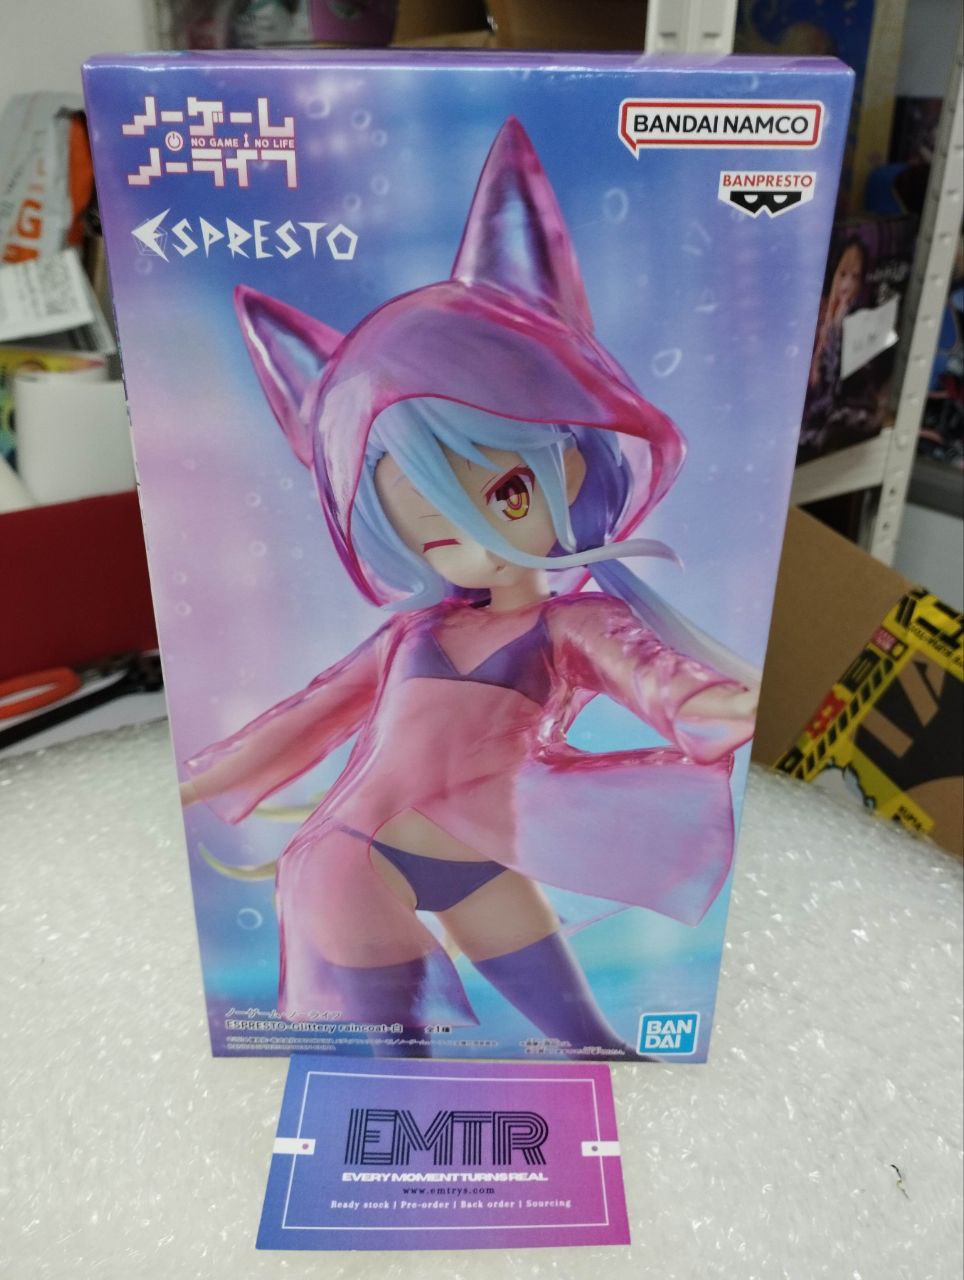 ノーゲーム
NO GAME NO LIFE
ノーライフ
ESPRESTO
BANDAI NAMCO
BANPRESTO
ノーゲーム・ノーライフ
ESPRESTO-Glittery raincoat-白 全1種
BAN
DAI
EMTR
EVERY MOMENT TURNS REAL
www.emtrys.com
Ready stock | Pre-order | Back order | Sourcing